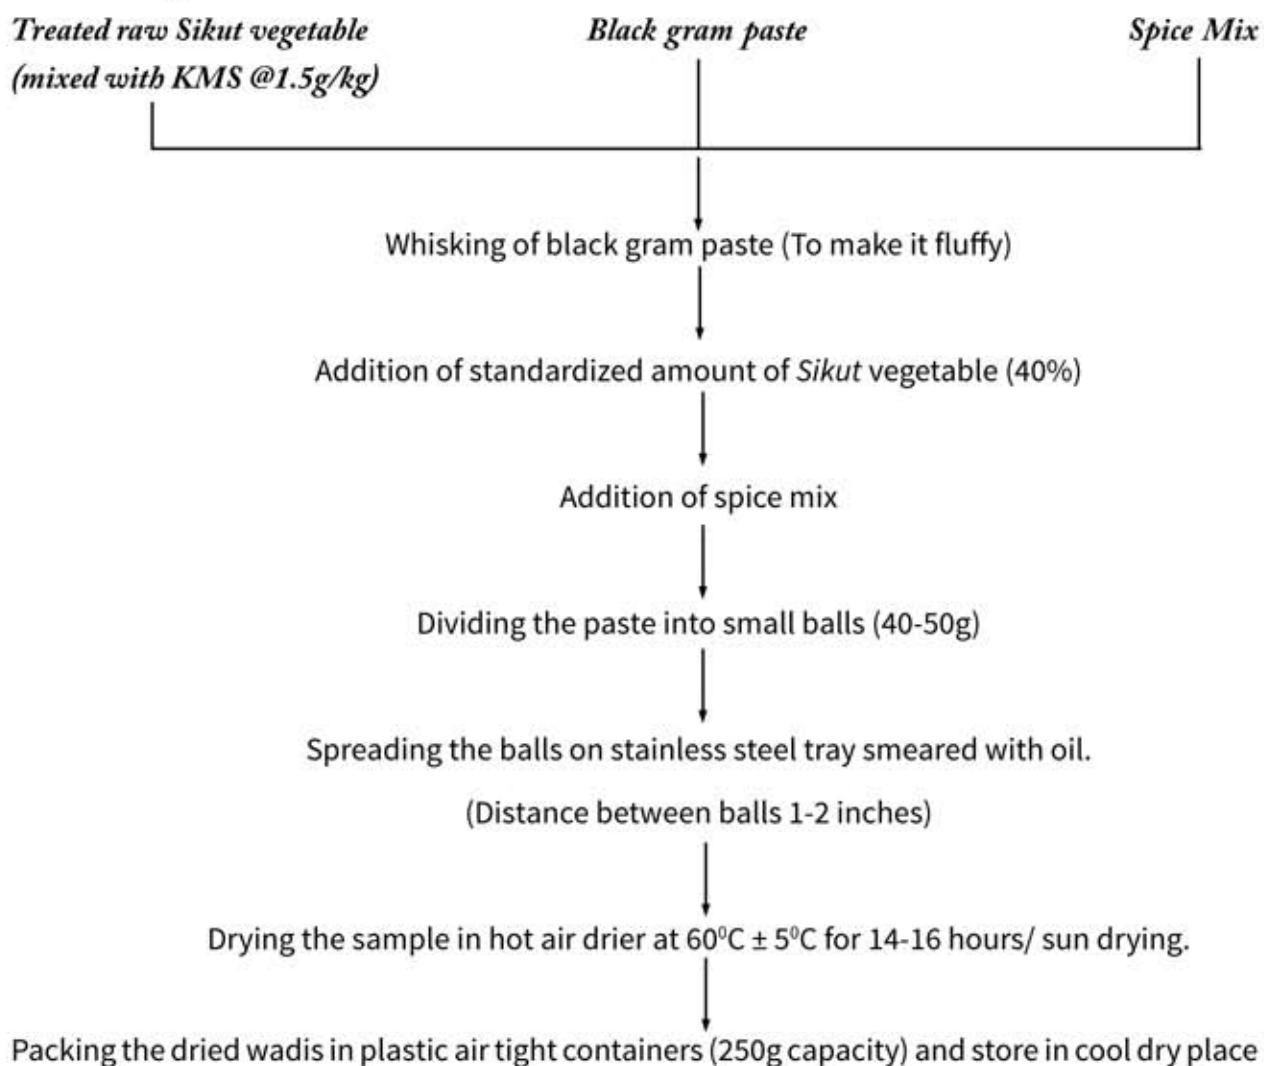 Treated raw Sikut vegetable
(mixed with KMS @1.5g/kg)
Black gram paste
Spice Mix
Whisking of black gram paste (To make it fluffy)
Addition of standardized amount of Sikut vegetable (40%)
Addition of spice mix
Dividing the paste into small balls (40-50g)
Spreading the balls on stainless steel tray smeared with oil.
(Distance between balls 1-2 inches)
Drying the sample in hot air drier at 60⁰C ± 5⁰C for 14-16 hours/ sun drying.
Packing the dried wadis in plastic air tight containers (250g capacity) and store in cool dry place